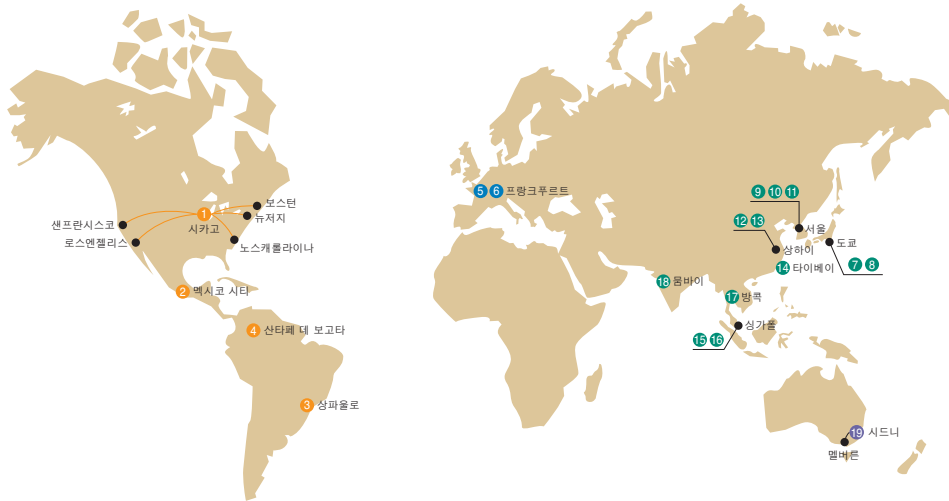 보스턴
1
뉴저지
샌프란시스코
시카고
로스엔젤리스
노스캐롤라이나
2 멕시코 시티
4 산타페 데 보고타
3 상파울로
5 6 프랑크푸르트
9 10 11
12 13
서울
도쿄
상하이
7 8
14 타이베이
18 뭄바이
17 방콕
싱가폴
15 16
19 시드니
멜버른